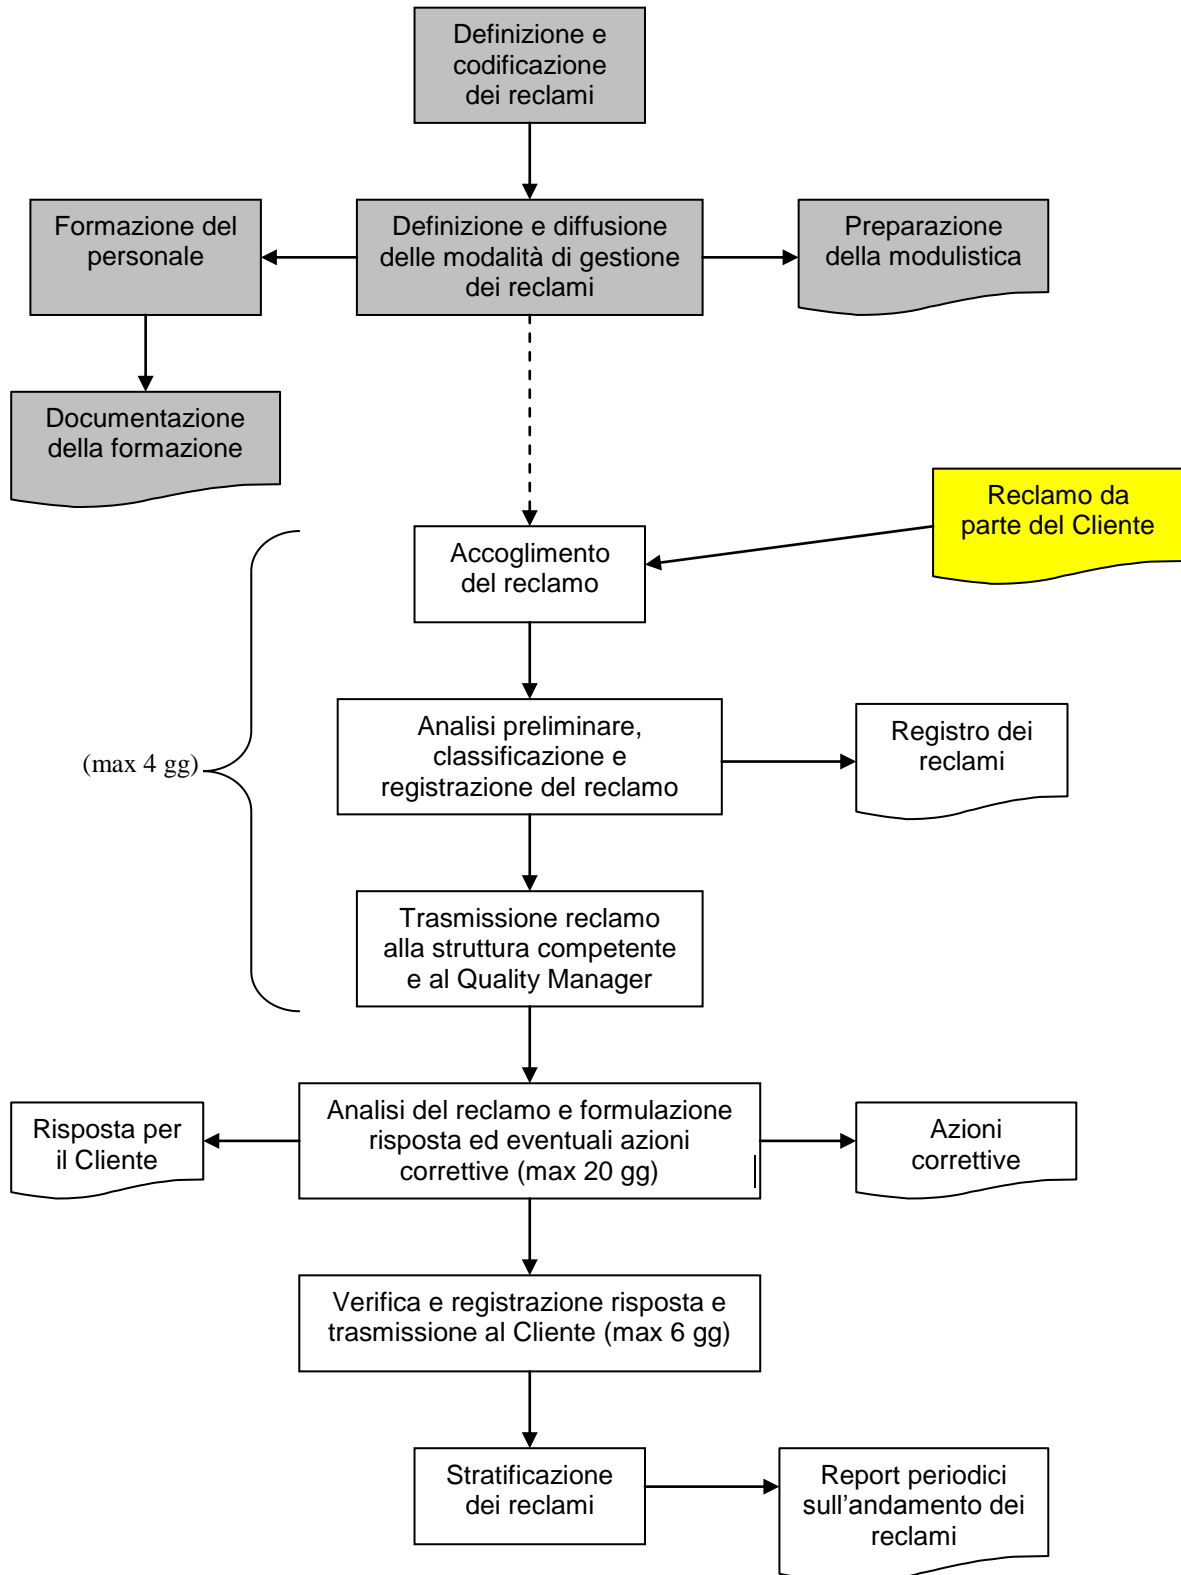 Definizione e
codificazione
dei reclami
Formazione del
personale
Definizione e diffusione
delle modalità di gestione
dei reclami
Preparazione
della modulistica
Documentazione
della formazione
Reclamo da
parte del Cliente
Accoglimento
del reclamo
(max 4 gg)
Analisi preliminare,
classificazione e
registrazione del reclamo
Registro dei
reclami
Trasmissione reclamo
alla struttura competente
e al Quality Manager
Risposta per
il Cliente
Analisi del reclamo e formulazione
risposta ed eventuali azioni
correttive (max 20 gg)
Azioni
correttive
Verifica e registrazione risposta e
trasmissione al Cliente (max 6 gg)
Stratificazione
dei reclami
Report periodici
sull’andamento dei
reclami